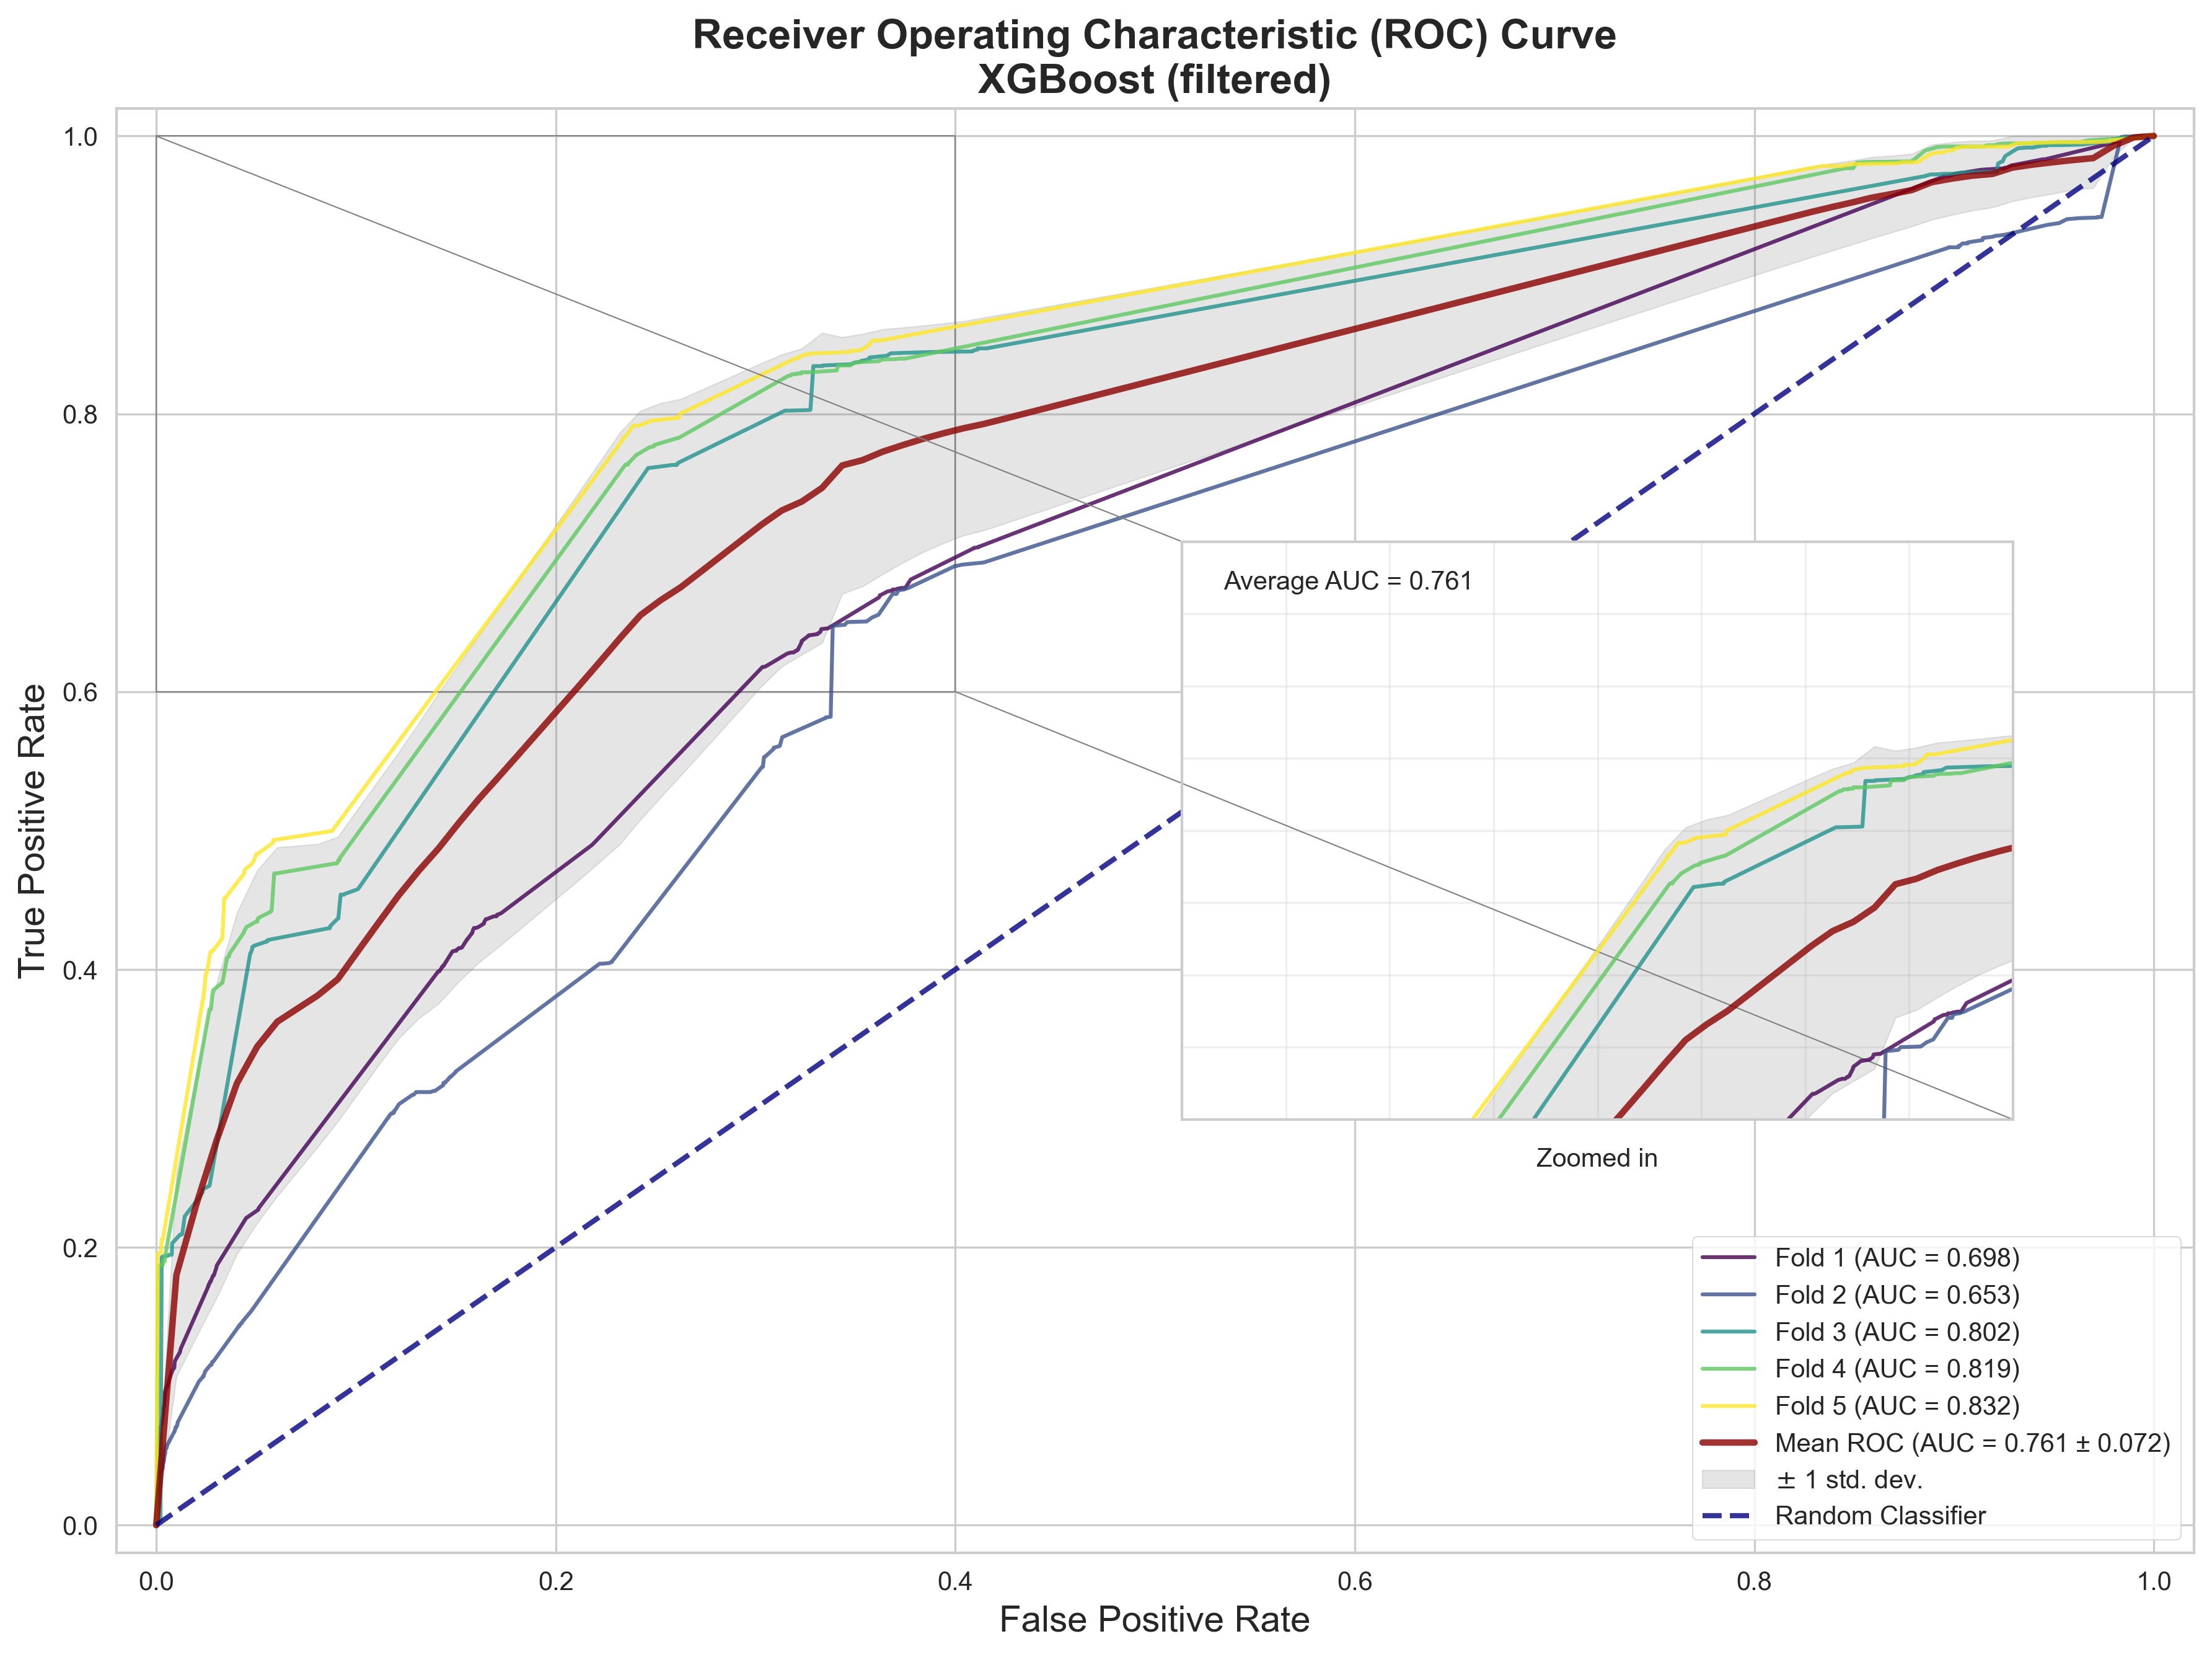 Receiver Operating Characteristic (ROC) Curve
XGBoost (filtered)
True Positive Rate
1.0
0.8
0.6
0.4
0.2
0.0
Average AUC = 0.761
Zoomed in
Fold 1 (AUC = 0.698)
Fold 2 (AUC = 0.653)
Fold 3 (AUC = 0.802)
Fold 4 (AUC = 0.819)
Fold 5 (AUC = 0.832)
Mean ROC (AUC = 0.761 ± 0.072)
± 1 std. dev.
Random Classifier
0.0 0.2 0.4 0.6 0.8 1.0
False Positive Rate